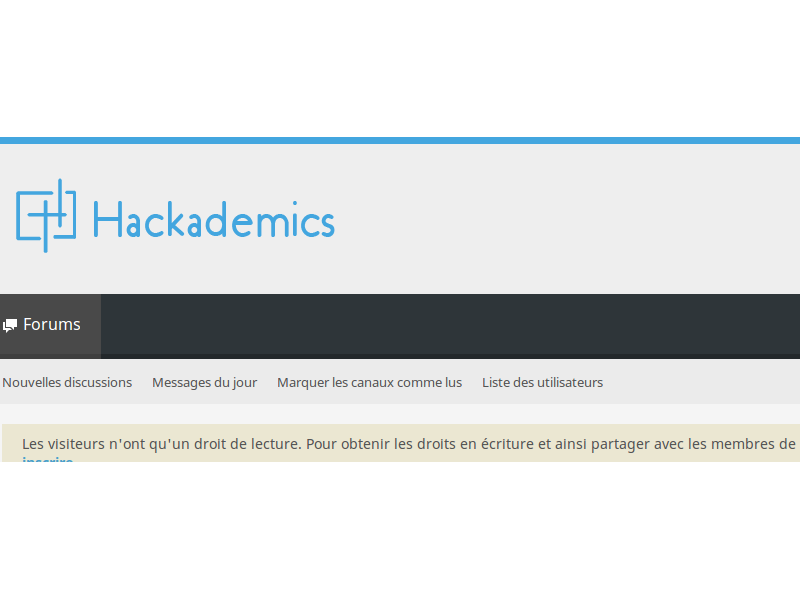 Hackademics
Forums
Nouvelles discussions Messages du jour Marquer les canaux comme lus Liste des utilisateurs
Les visiteurs n'ont qu'un droit de lecture. Pour obtenir les droits en écriture et ainsi partager avec les membres de
inscrire